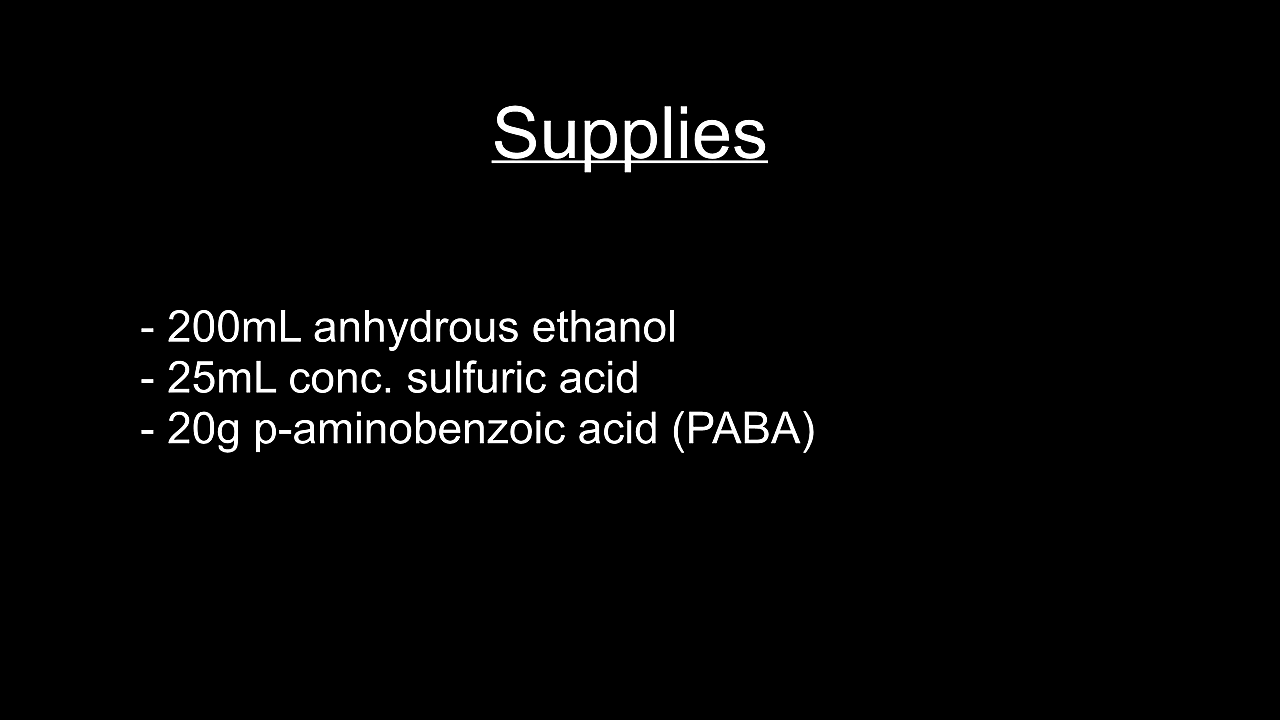 Supplies
- 200mL anhydrous ethanol
- 25mL conc. sulfuric acid
- 20g p-aminobenzoic acid (PABA)